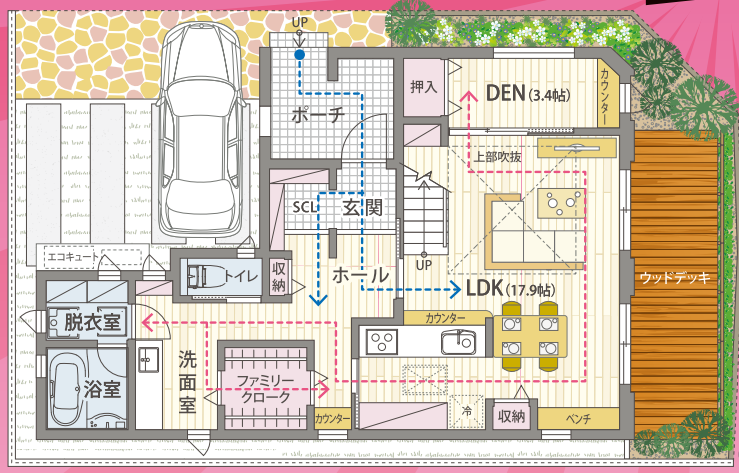 UP
ポーチ
押入
DEN(3.4帖)
カウンター
上部吹抜
SCL
玄関
エコキュート
トイレ
収納
ホール
UP
LDK(17.9帖)
ウッドデッキ
脱衣室
カウンター
浴室
洗面室
ファミリー
クローク
カウンター
冷
収納
ベンチ